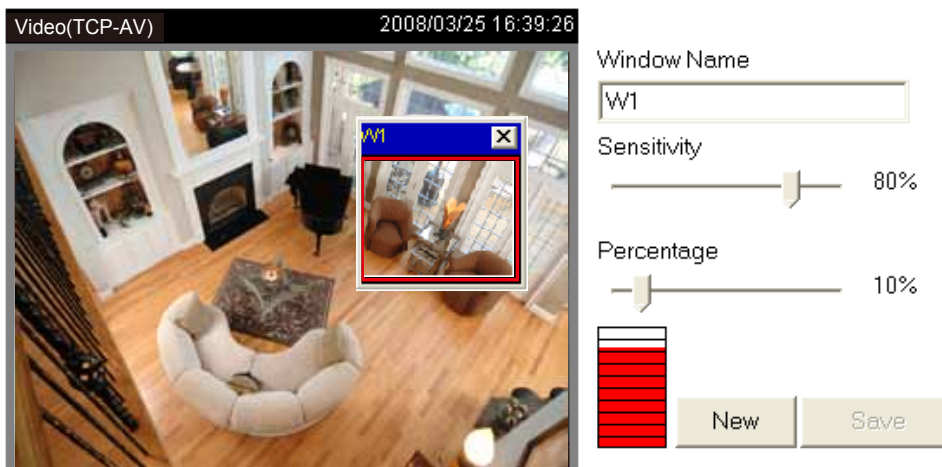 Video(TCP-AV) 2008/03/25 16:39:26
W1
Window Name
W1
Sensitivity
80%
Percentage
10%
New Save